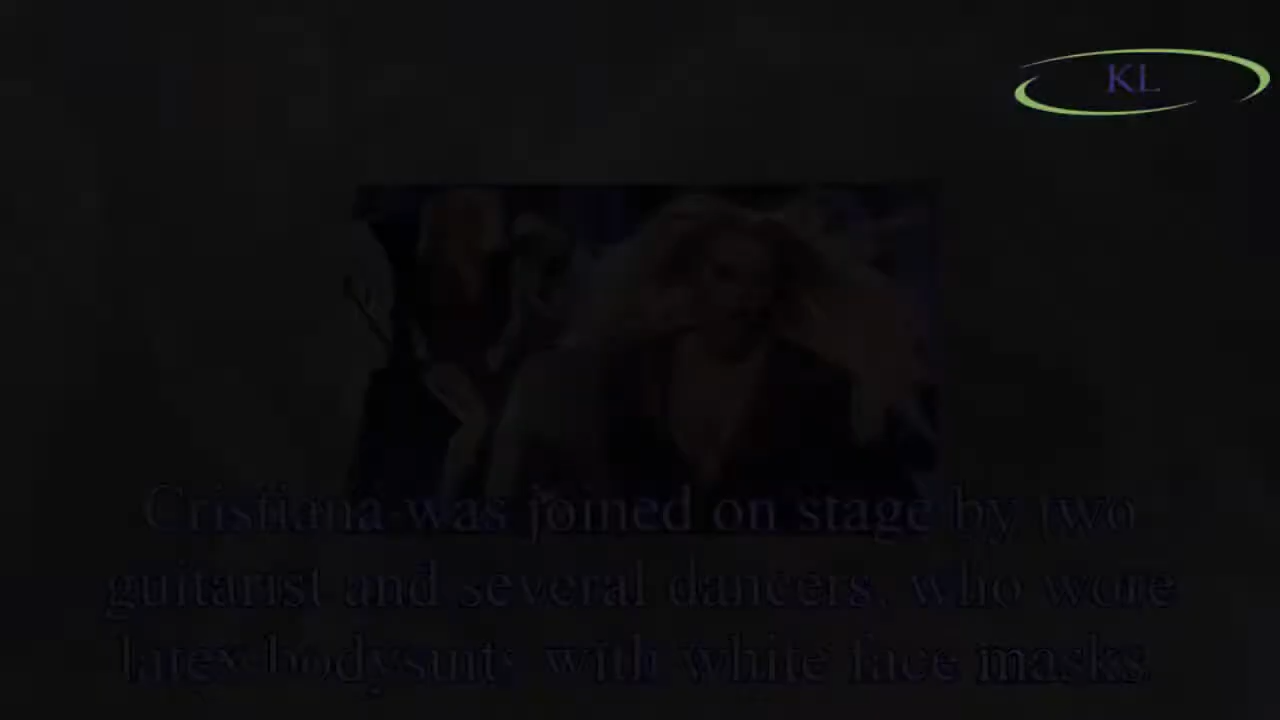 KL
Cristiana was joined on stage by two
guitarist and several dancers, who wore
latex bodysuits with white face masks